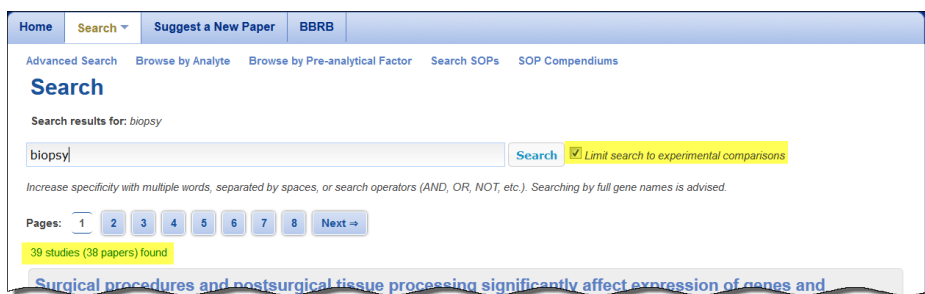 Home Search Suggest a New Paper BBRB
Advanced Search Browse by Analyte Browse by Pre-analytical Factor Search SOPs SOP Compendiums
Search
Search results for: biopsy
biopsy Search Limit search to experimental comparisons
Increase specificity with multiple words, separated by spaces, or search operators (AND, OR, NOT, etc.). Searching by full gene names is advised.
Pages: 1 2 3 4 5 6 7 8 Next ⇒
39 studies (38 papers) found
Surgical procedures and postsurgical tissue processing significantly affect expression of genes and